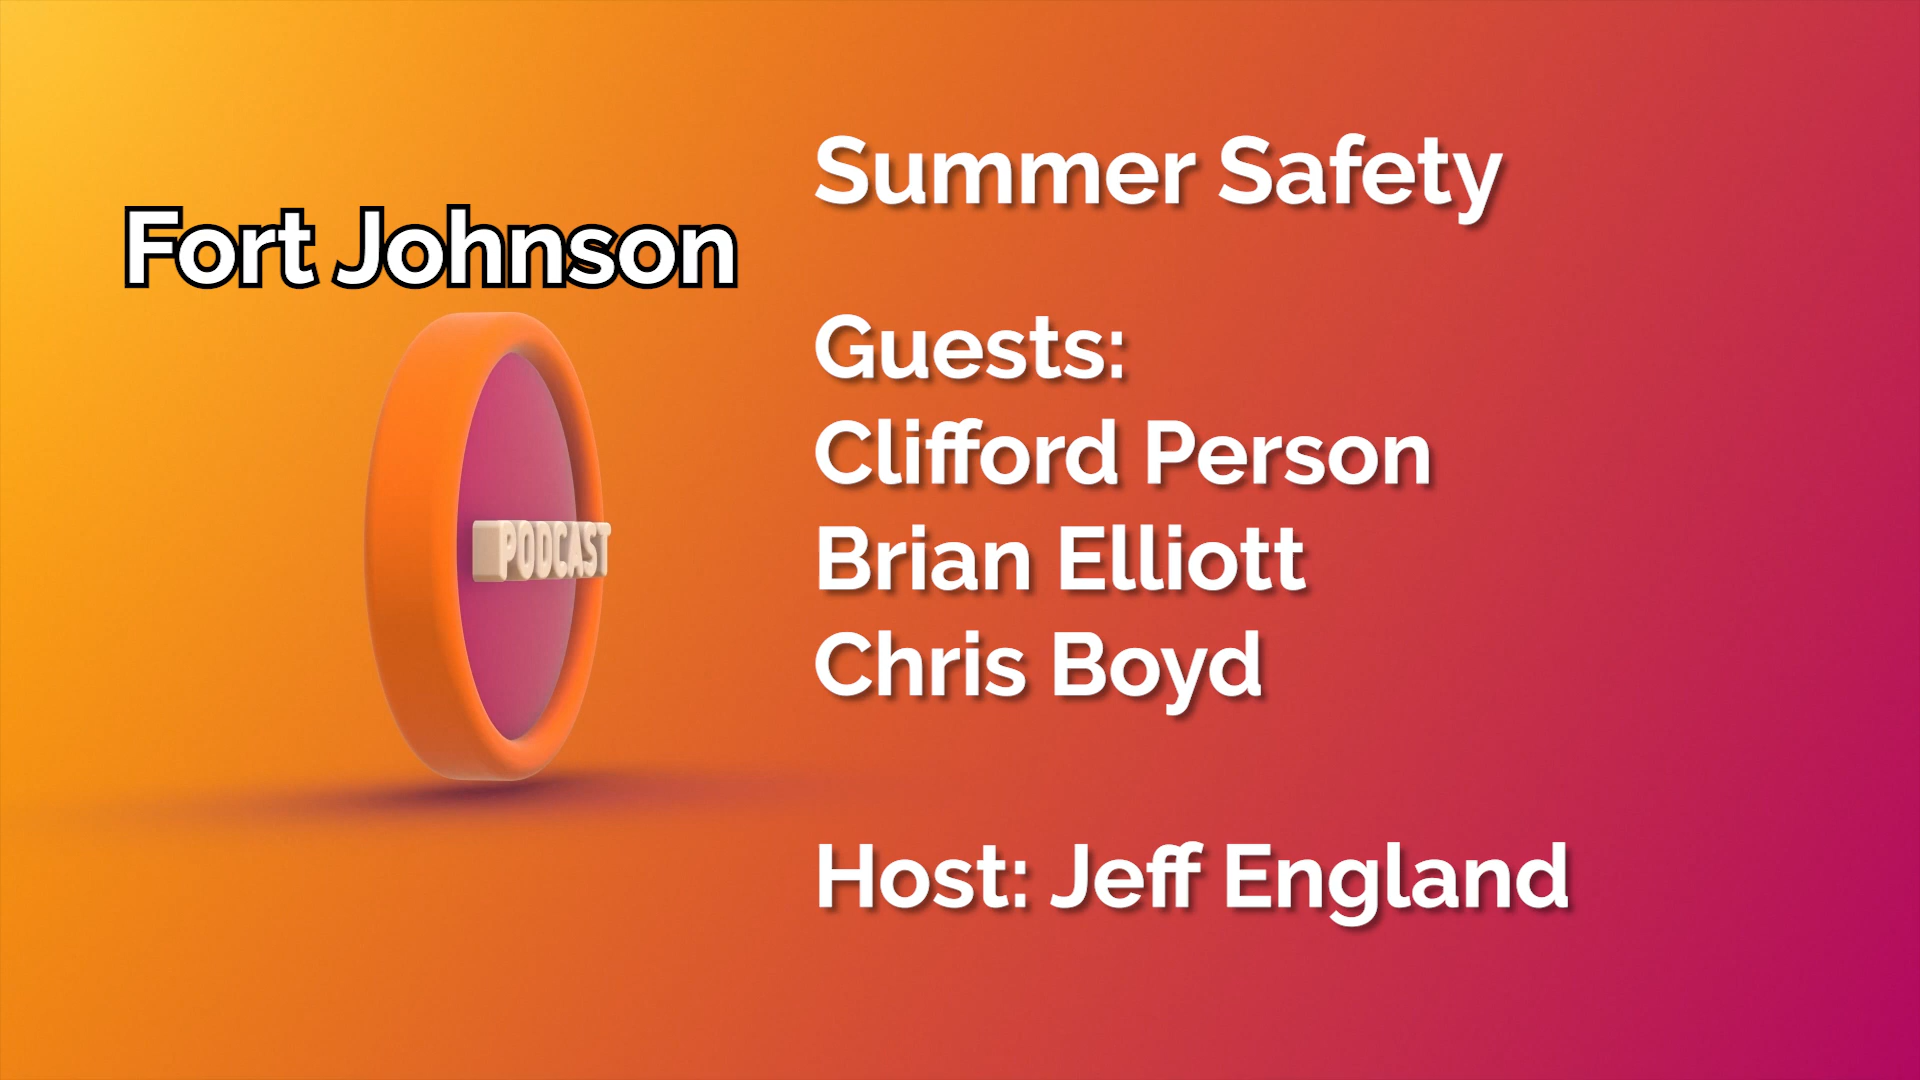 Fort Johnson
PODCAST
Summer Safety
Guests:
Clifford Person
Brian Elliott
Chris Boyd
Host: Jeff England